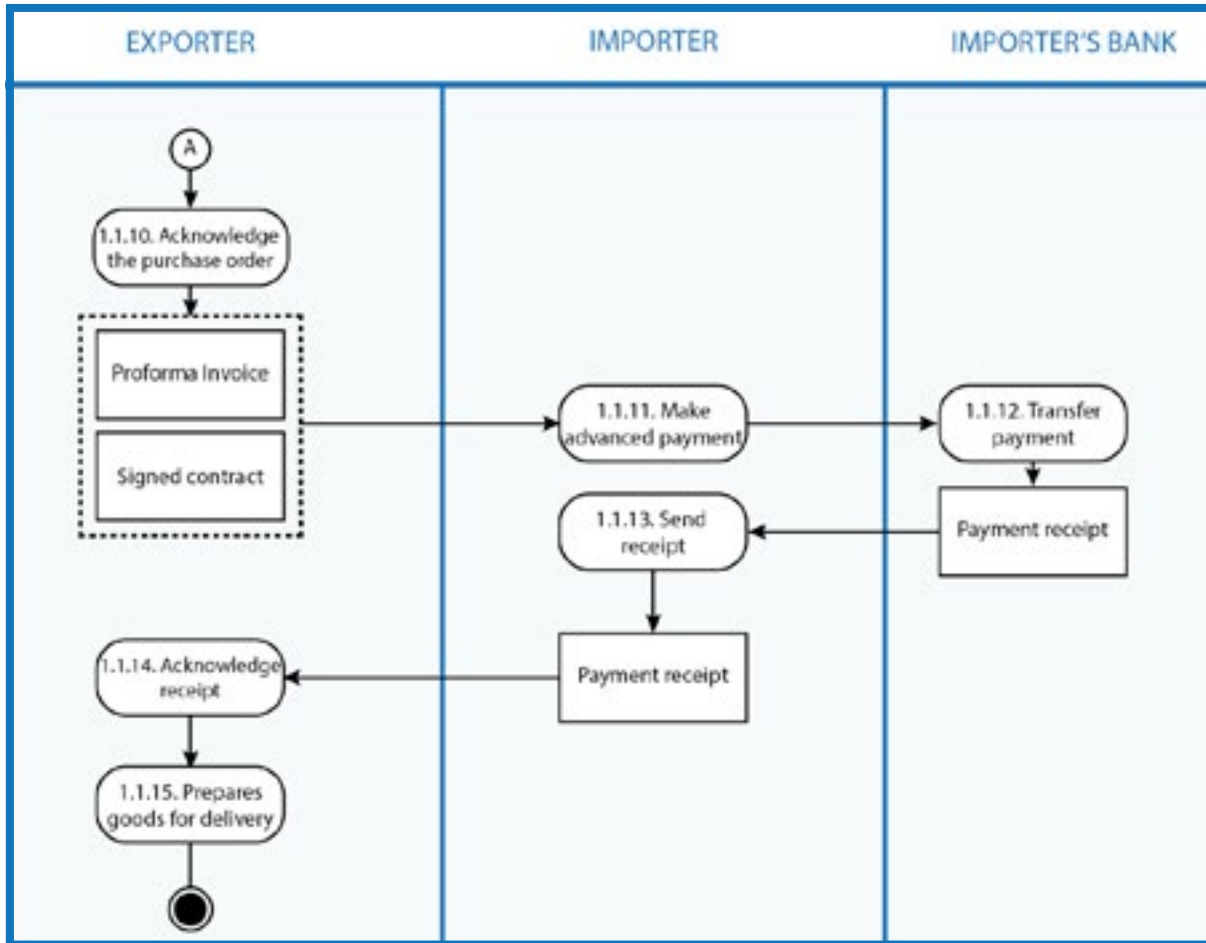 EXPORTER
IMPORTER
IMPORTER'S BANK
A
1.1.10. Acknowledge
the purchase order
Proforma Invoice
Signed contract
1.1.11. Make
advanced payment
1.1.12. Transfer
payment
Payment receipt
1.1.13. Send
receipt
Payment receipt
1.1.14. Acknowledge
receipt
1.1.15. Prepares
goods for delivery